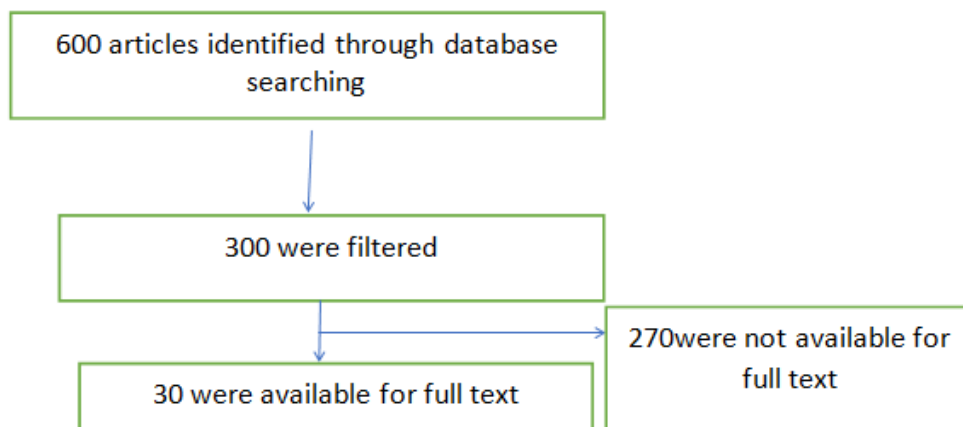 600 articles identified through database
searching
300 were filtered
270were not available for
full text
30 were available for full text